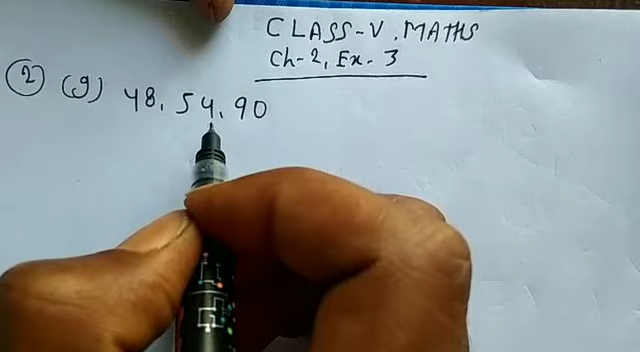 CLASS-V. MATHS
Ch-2, Ex-3
2 (g) 48, 54, 90